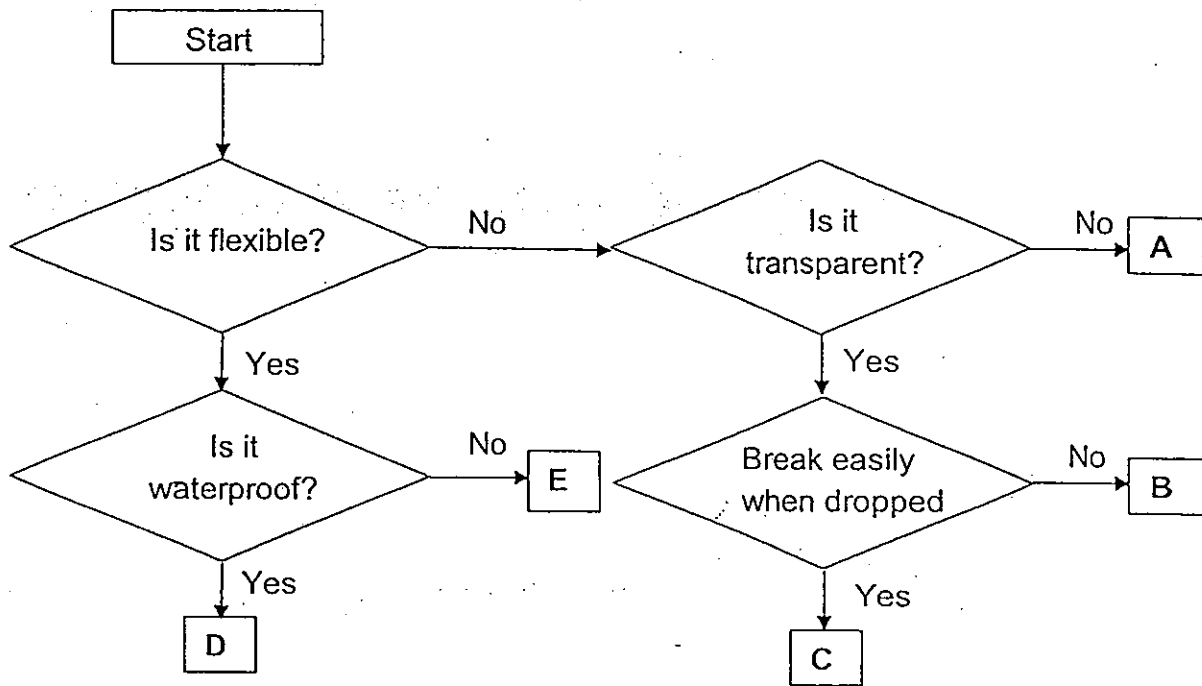 Start
Is it flexible?
No
Is it
transparent?
No
A
Yes
Yes
Is it
waterproof?
No
E
Break easily
when dropped
No
B
Yes
D
Yes
C